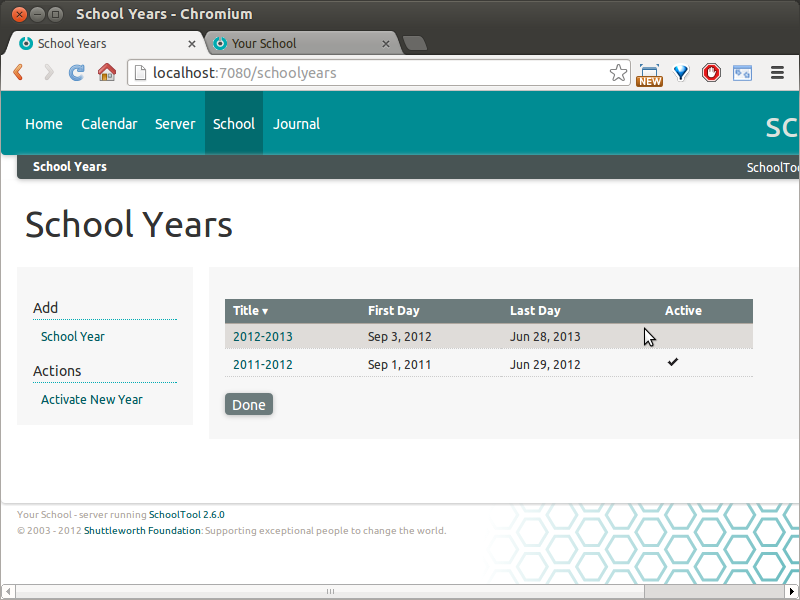 School Years - Chromium
School Years
Your School
localhost:7080/schoolyears
NEW
Home Calendar Server School Journal
School Years
School Years
Add
School Year
Actions
Activate New Year
Title ▾ First Day Last Day Active
2012-2013 Sep 3, 2012 Jun 28, 2013
2011-2012 Sep 1, 2011 Jun 29, 2012 ✔
Done
Your School - server running SchoolTool 2.6.0
© 2003 - 2012 Shuttleworth Foundation: Supporting exceptional people to change the world.